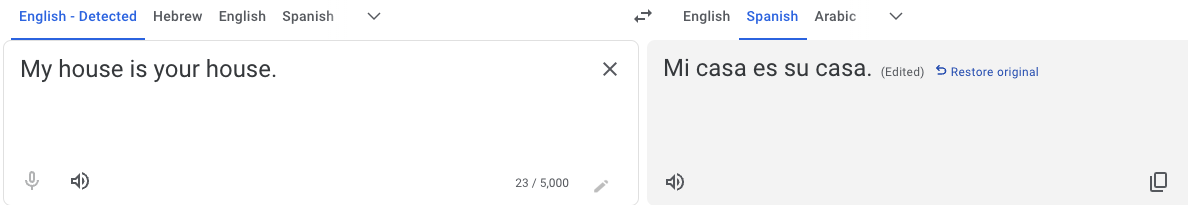 English - Detected Hebrew English Spanish
English Spanish Arabic
My house is your house.
Mi casa es su casa. (Edited) Restore original
23 / 5,000